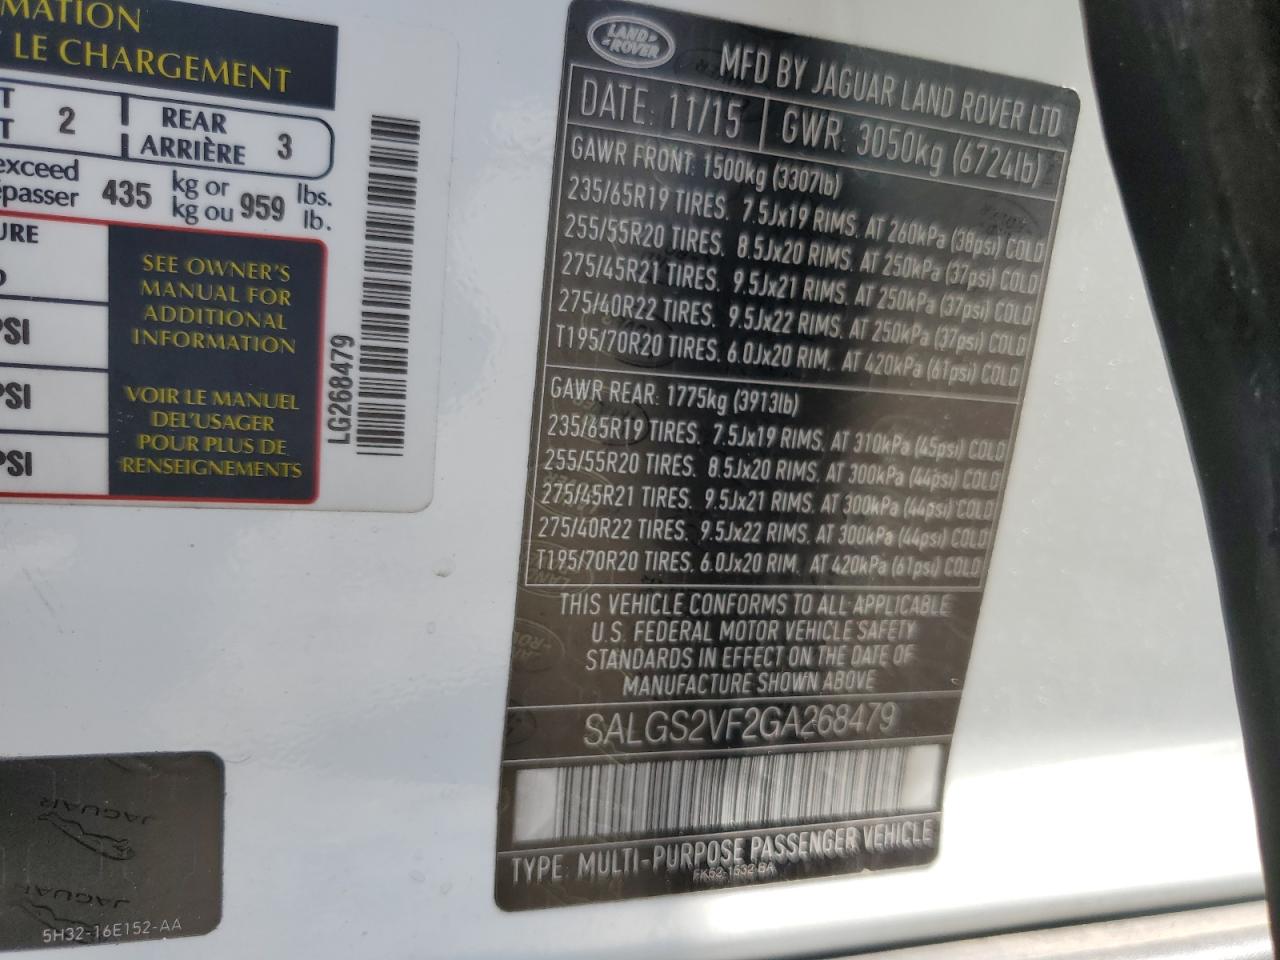 MATION
LE CHARGEMENT
2
REAR
ARRIÈRE
3
exceed
435
kg or
kg ou
959
lbs.
lb.
URE
PSI
PSI
PSI
SEE OWNER'S
MANUAL FOR
ADDITIONAL
INFORMATION
VOIR LE MANUEL
DEL'USAGER
POUR PLUS DE
RENSEIGNEMENTS
LG268479
LAND
ROVER
MFD BY JAGUAR LAND ROVER LTD
DATE: 11/15
GWR: 3050kg (6724lb)
GAWR FRONT: 1500kg (3307lb)
235/65R19 TIRES. 7.5Jx19 RIMS. AT 260kPa (38psi) COLD
255/55R20 TIRES. 8.5Jx20 RIMS. AT 250kPa (37psi) COLD
275/45R21 TIRES. 9.5Jx21 RIMS. AT 250kPa (37psi) COLD
275/40R22 TIRES. 9.5Jx22 RIMS. AT 250kPa (37psi) COLD
T195/70R20 TIRES. 6.0Jx20 RIM. AT 420kPa (61psi) COLD
GAWR REAR: 1775kg (3913lb)
235/65R19 TIRES. 7.5Jx19 RIMS. AT 310kPa (45psi) COLD
255/55R20 TIRES. 8.5Jx20 RIMS. AT 300kPa (44psi) COLD
275/45R21 TIRES. 9.5Jx21 RIMS. AT 300kPa (44psi) COLD
275/40R22 TIRES. 9.5Jx22 RIMS. AT 300kPa (44psi) COLD
T195/70R20 TIRES. 6.0Jx20 RIM. AT 420kPa (61psi) COLD
THIS VEHICLE CONFORMS TO ALL APPLICABLE
U.S. FEDERAL MOTOR VEHICLE SAFETY
STANDARDS IN EFFECT ON THE DATE OF
MANUFACTURE SHOWN ABOVE
SALGS2VF2GA268479
TYPE: MULTI-PURPOSE PASSENGER VEHICLE
FK52-1532-BA
JAGUAR
JAGUAR
5H32-16E152-AA